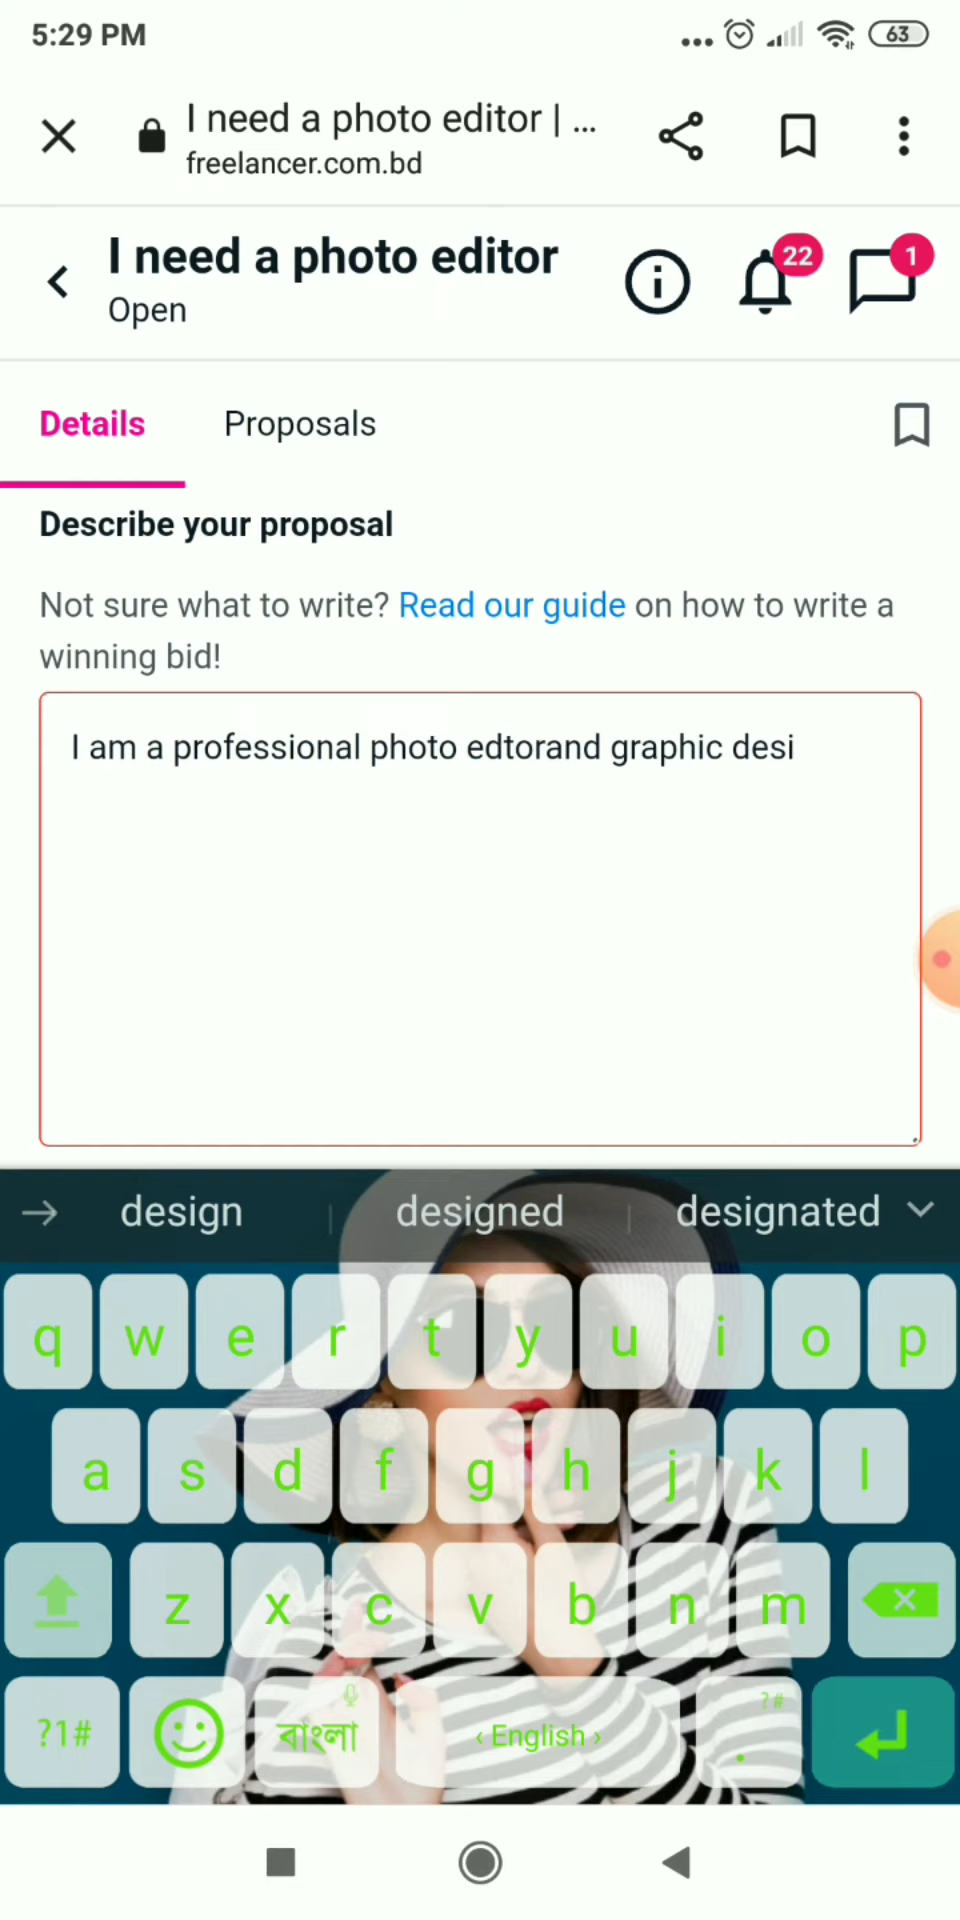 5:29 PM
63
I need a photo editor | ...
freelancer.com.bd
I need a photo editor
Open
22
1
Details
Proposals
Describe your proposal
Not sure what to write? Read our guide on how to write a
winning bid!
I am a professional photo edtorand graphic desi
design
designed
designated
q w e r t y u i o p
a s d f g h j k l
z x c v b n m
?1#
বাংলা
‹ English ›
?#
.